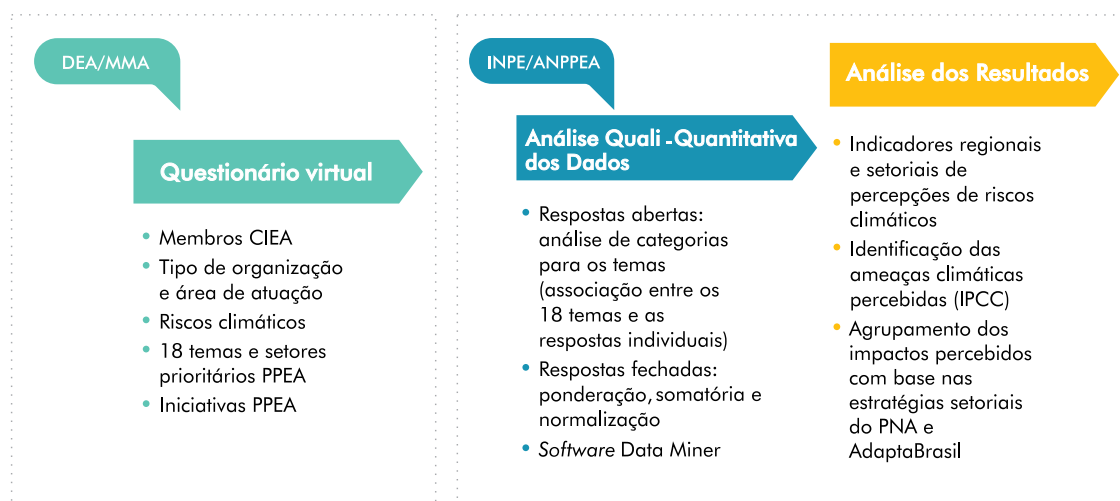 DEA/MMA
Questionário virtual
• Membros CIEA
• Tipo de organização
e área de atuação
• Riscos climáticos
• 18 temas e setores
prioritários PPEA
• Iniciativas PPEA
INPE/ANPPEA
Análise Quali-Quantitativa
dos Dados
• Respostas abertas:
análise de categorias
para os temas
(associação entre os
18 temas e as
respostas individuais)
• Respostas fechadas:
ponderação, somatória e
normalização
• Software Data Miner
Análise dos Resultados
• Indicadores regionais
e setoriais de
percepções de riscos
climáticos
• Identificação das
ameaças climáticas
percebidas (IPCC)
• Agrupamento dos
impactos percebidos
com base nas
estratégias setoriais
do PNA e
AdaptaBrasil